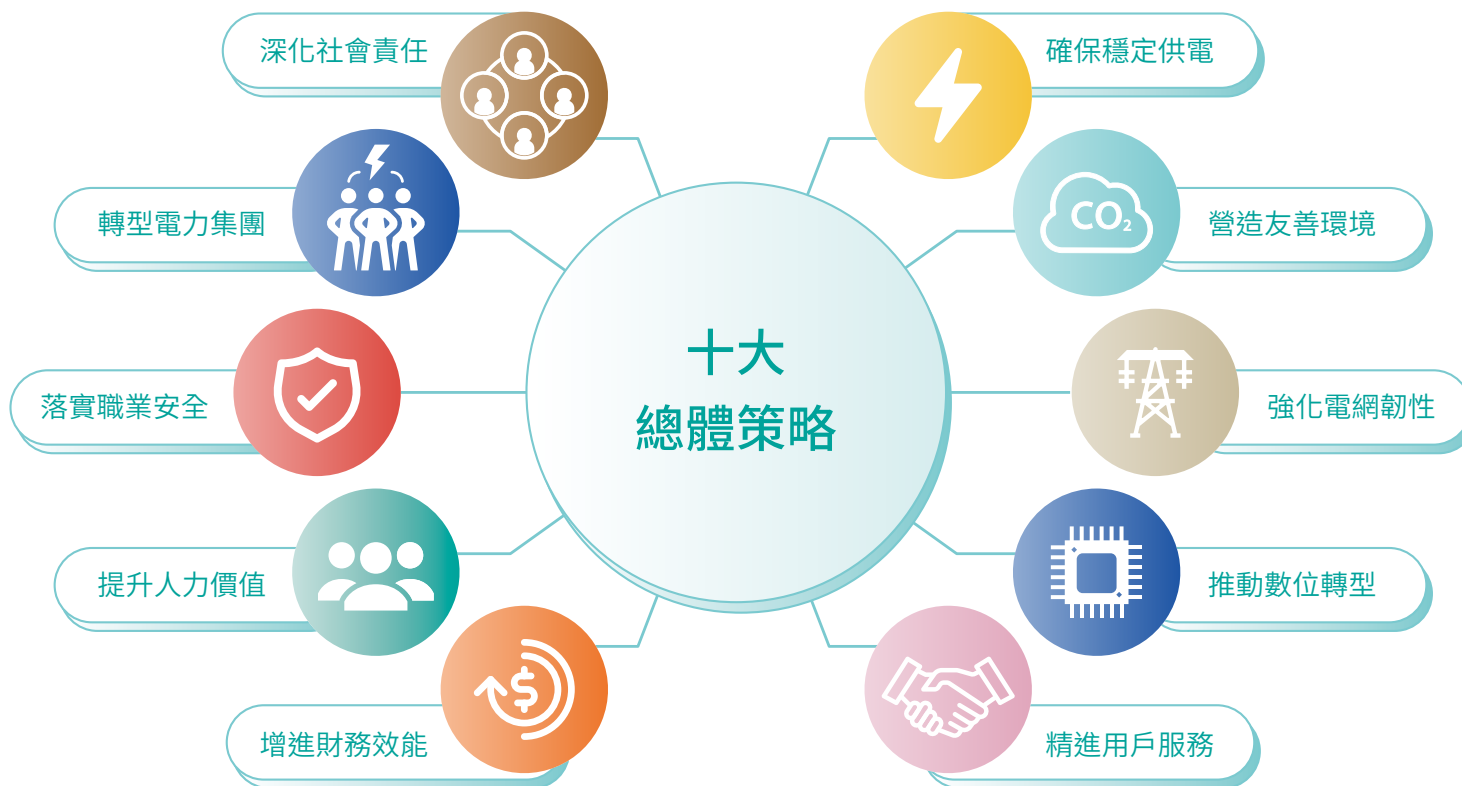 深化社會責任
確保穩定供電
轉型電力集團
CO₂
營造友善環境
十大
總體策略
落實職業安全
強化電網韌性
提升人力價值
推動數位轉型
$
增進財務效能
精進用戶服務